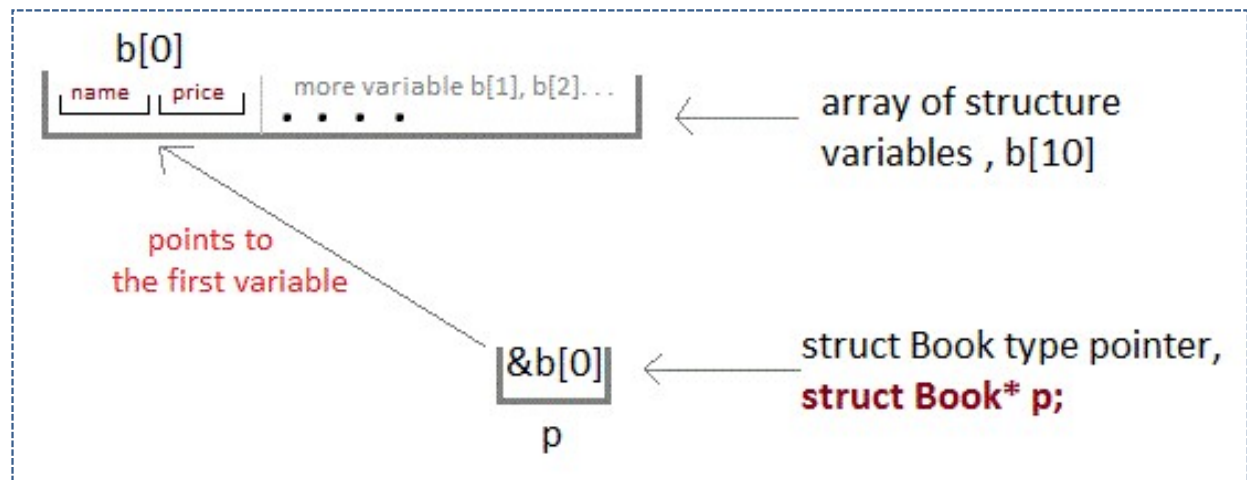 b[0]
name price more variable b[1], b[2]. . .
array of structure
variables , b[10]
points to
the first variable
&b[0]
struct Book type pointer,
struct Book* p;
p